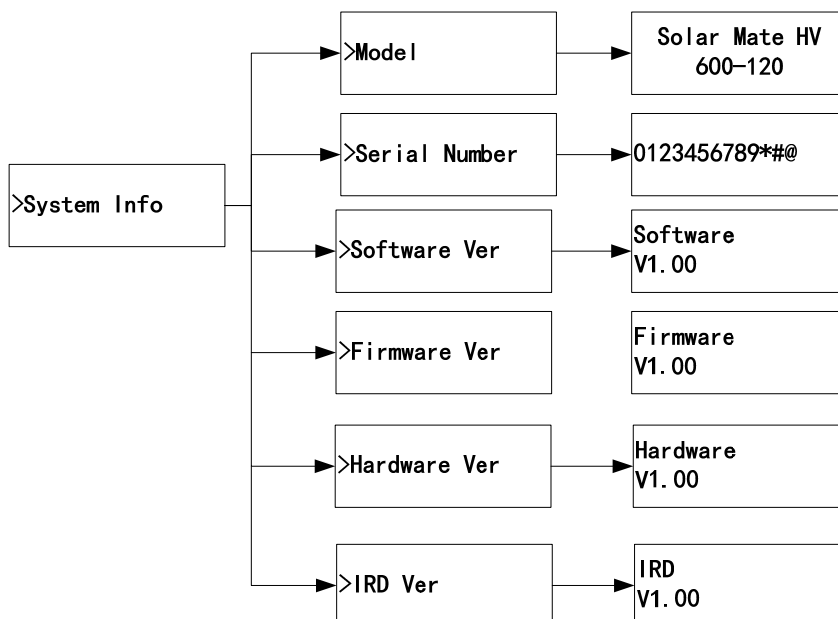 >System Info
>Model
Solar Mate HV
600-120
>Serial Number
0123456789*#@
>Software Ver
Software
V1.00
>Firmware Ver
Firmware
V1.00
>Hardware Ver
Hardware
V1.00
>IRD Ver
IRD
V1.00